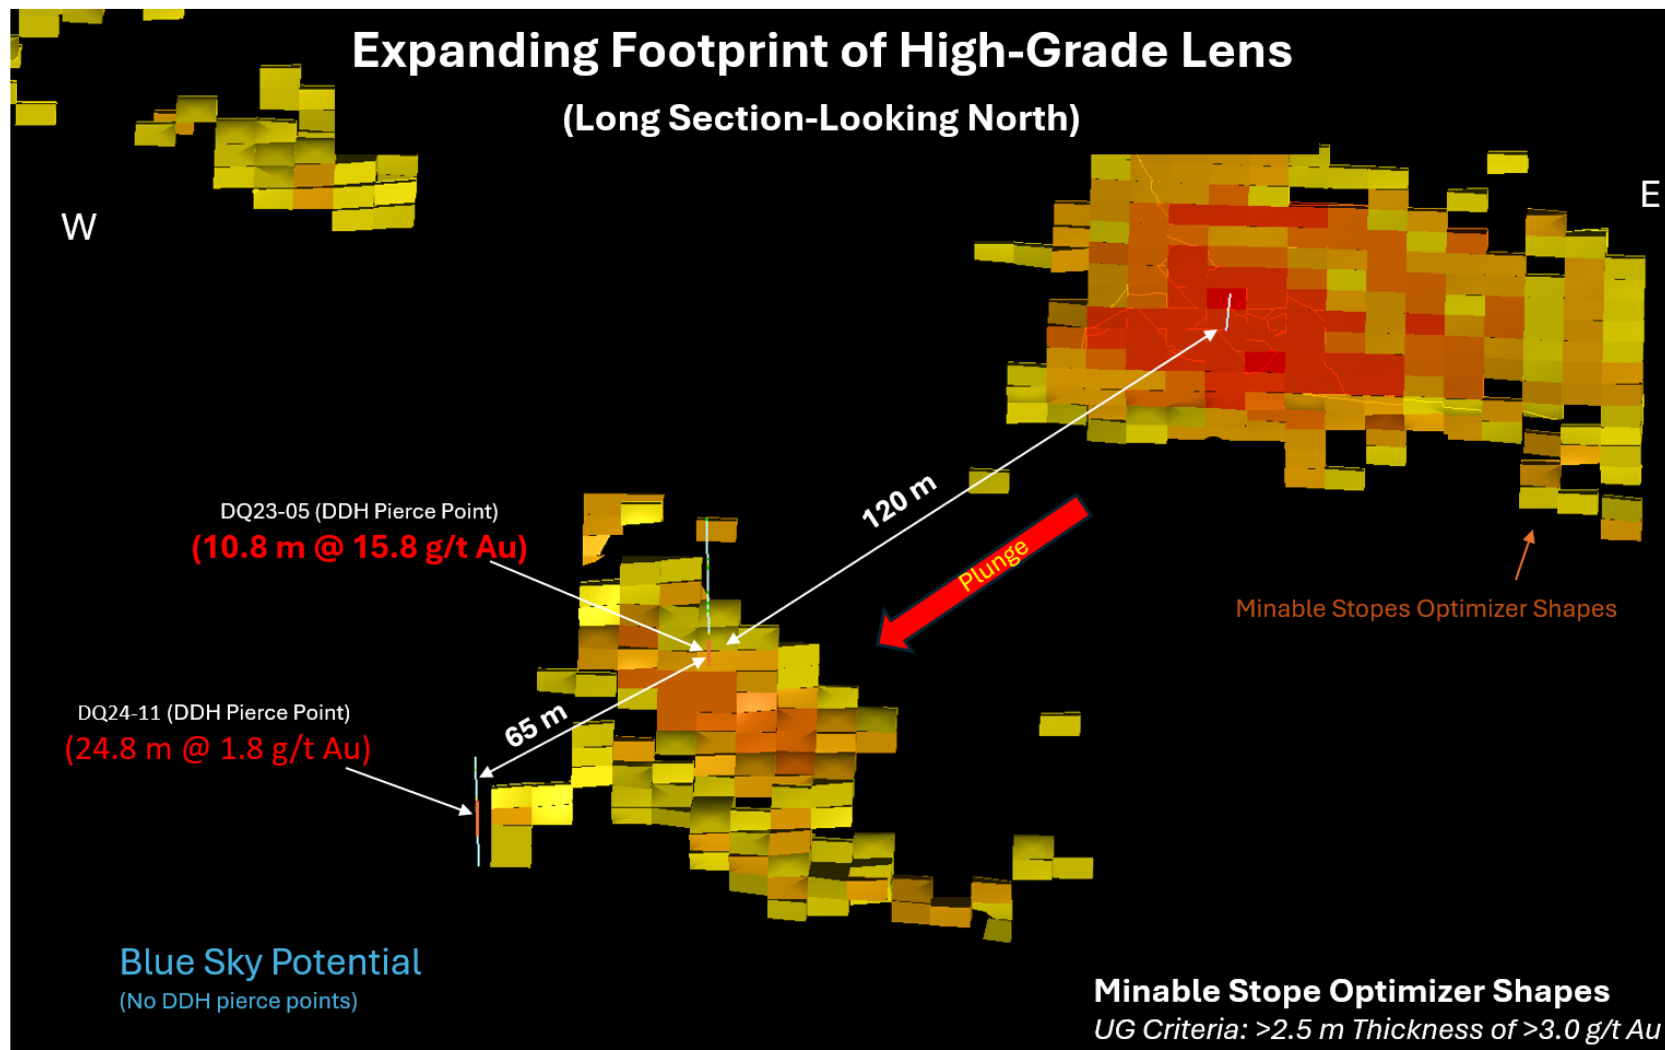 Expanding Footprint of High-Grade Lens
(Long Section-Looking North)
W
E
120 m
Plunge
DQ23-05 (DDH Pierce Point)
(10.8 m @ 15.8 g/t Au)
Minable Stopes Optimizer Shapes
65 m
DQ24-11 (DDH Pierce Point)
(24.8 m @ 1.8 g/t Au)
Blue Sky Potential
(No DDH pierce points)
Minable Stope Optimizer Shapes
UG Criteria: >2.5 m Thickness of >3.0 g/t Au